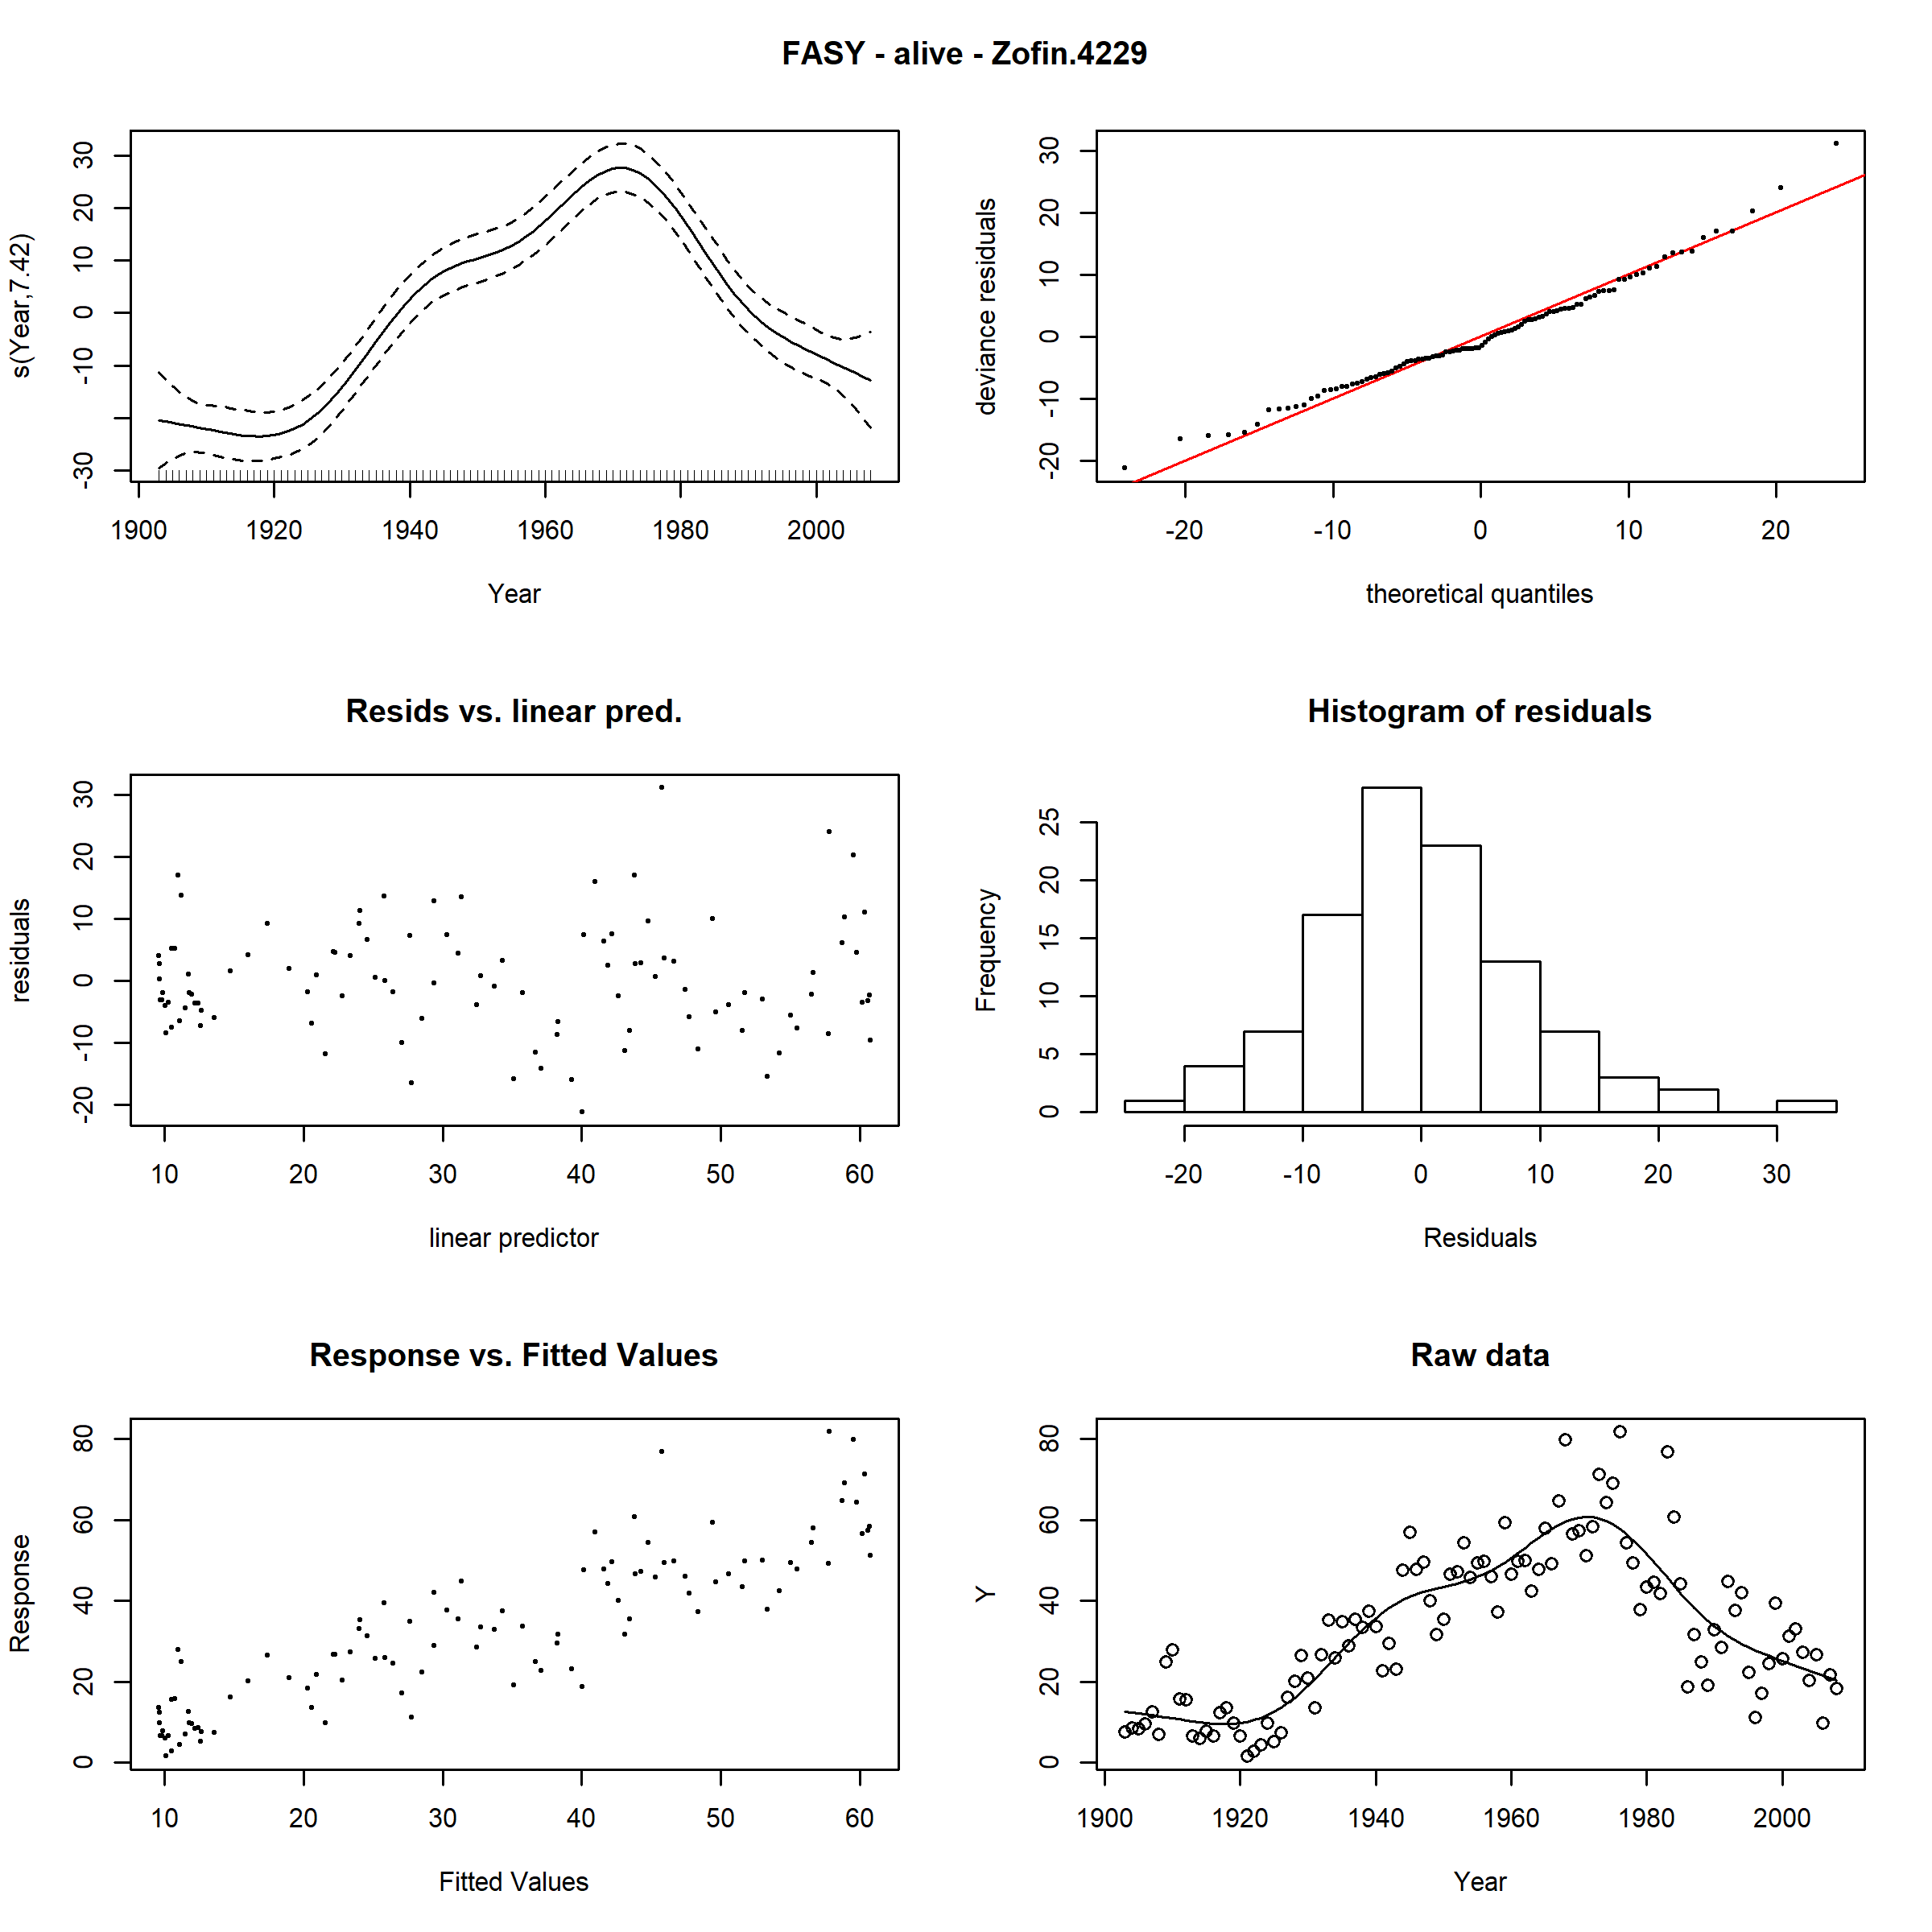 FASY - alive - Zofin.4229
s(Year,7.42)
30
20
10
0
-10
-30
1900 1920 1940 1960 1980 2000
Year
deviance residuals
30
20
10
0
-10
-20
-20 -10 0 10 20
theoretical quantiles
Resids vs. linear pred.
residuals
30
20
10
0
-10
-20
10 20 30 40 50 60
linear predictor
Histogram of residuals
Frequency
25
20
15
10
5
0
-20 -10 0 10 20 30
Residuals
Response vs. Fitted Values
Response
80
60
40
20
0
10 20 30 40 50 60
Fitted Values
Raw data
Y
80
60
40
20
0
1900 1920 1940 1960 1980 2000
Year